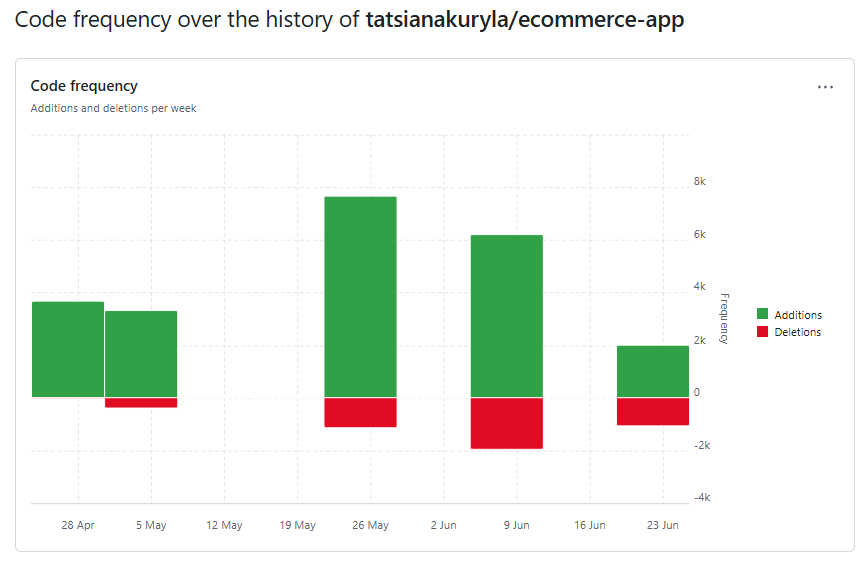 Code frequency over the history of tatsianakuryla/ecommerce-app
Code frequency
Additions and deletions per week
8k
6k
4k
2k
0
-2k
-4k
Frequency
Additions
Deletions
28 Apr 5 May 12 May 19 May 26 May 2 Jun 9 Jun 16 Jun 23 Jun